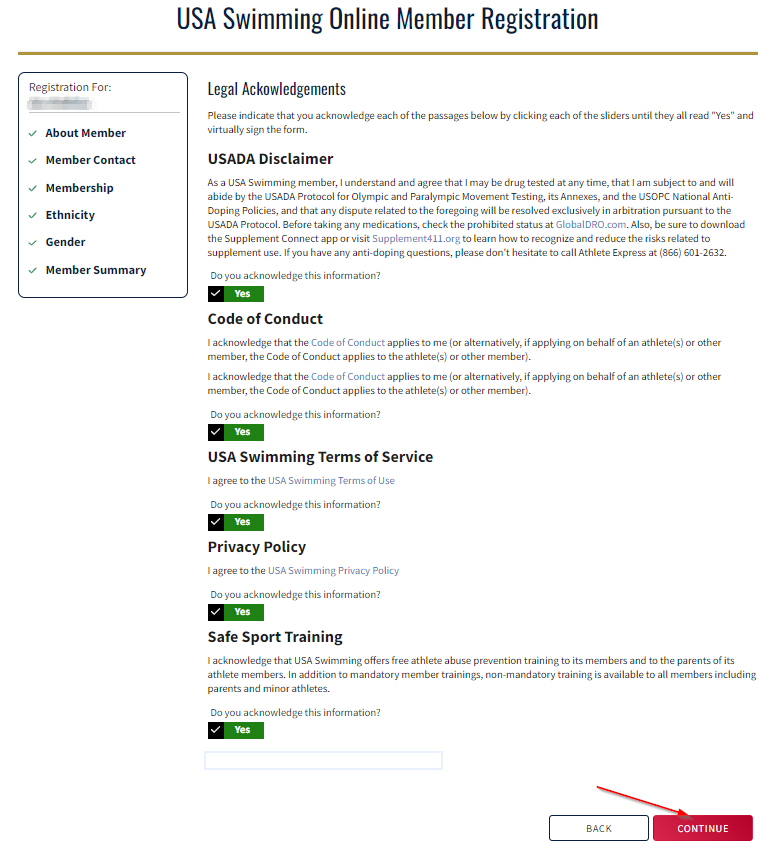 USA Swimming Online Member Registration
Registration For:
About Member
Member Contact
Membership
Ethnicity
Gender
Member Summary
Legal Ackowledgements
Please indicate that you acknowledge each of the passages below by clicking each of the sliders until they all read "Yes" and
virtually sign the form.
USADA Disclaimer
As a USA Swimming member, I understand and agree that I may be drug tested at any time, that I am subject to and will
abide by the USADA Protocol for Olympic and Paralympic Movement Testing, its Annexes, and the USOPC National Anti-
Doping Policies, and that any dispute related to the foregoing will be resolved exclusively in arbitration pursuant to the
USADA Protocol. Before taking any medications, check the prohibited status at GlobalDRO.com. Also, be sure to download
the Supplement Connect app or visit Supplement411.org to learn how to recognize and reduce the risks related to
supplement use. If you have any anti-doping questions, please don't hesitate to call Athlete Express at (866) 601-2632.
Do you acknowledge this information?
Yes
Code of Conduct
I acknowledge that the Code of Conduct applies to me (or alternatively, if applying on behalf of an athlete(s) or other
member, the Code of Conduct applies to the athlete(s) or other member).
I acknowledge that the Code of Conduct applies to me (or alternatively, if applying on behalf of an athlete(s) or other
member, the Code of Conduct applies to the athlete(s) or other member).
Do you acknowledge this information?
Yes
USA Swimming Terms of Service
I agree to the USA Swimming Terms of Use
Do you acknowledge this information?
Yes
Privacy Policy
I agree to the USA Swimming Privacy Policy
Do you acknowledge this information?
Yes
Safe Sport Training
I acknowledge that USA Swimming offers free athlete abuse prevention training to its members and to the parents of its
athlete members. In addition to mandatory member trainings, non-mandatory training is available to all members including
parents and minor athletes.
Do you acknowledge this information?
Yes
BACK
CONTINUE